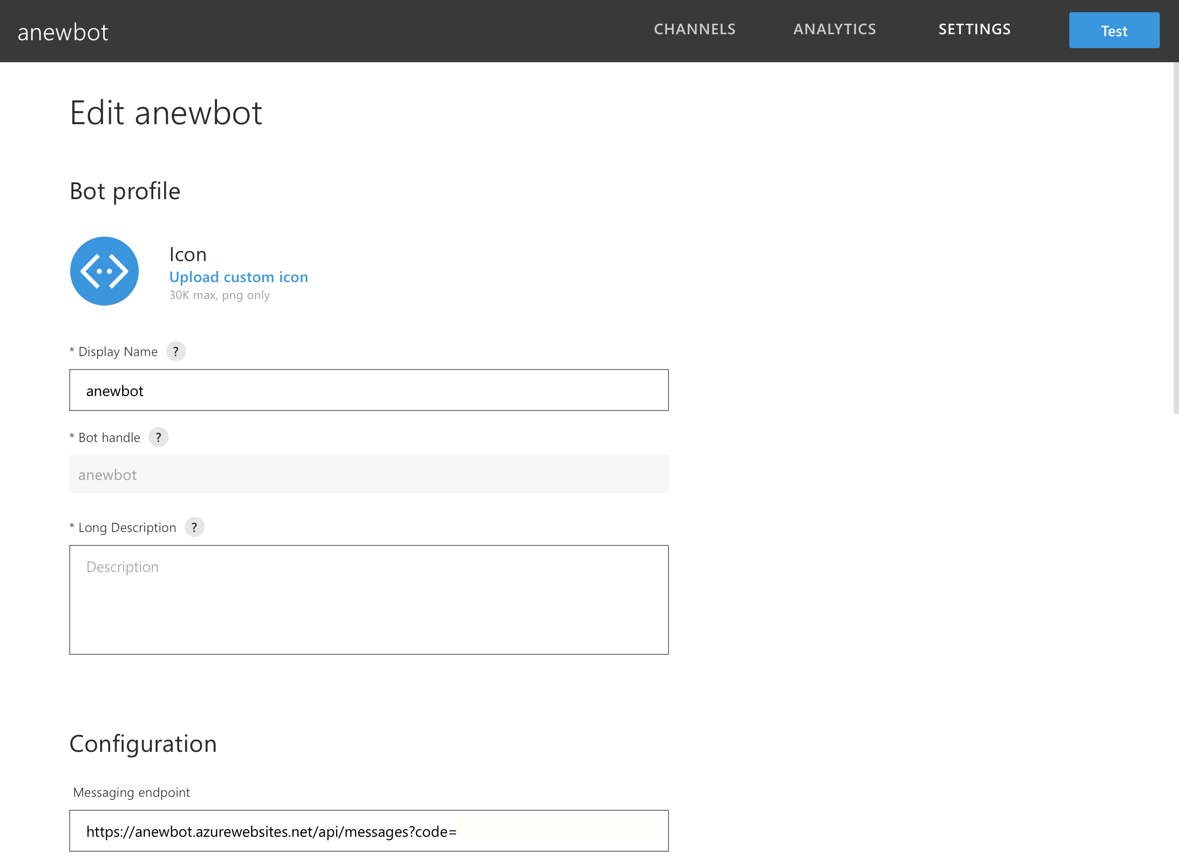 anewbot
CHANNELS
ANALYTICS
SETTINGS
Test
Edit anewbot
Bot profile
Icon
Upload custom icon
30K max, png only
* Display Name ?
anewbot
* Bot handle ?
anewbot
* Long Description ?
Description
Configuration
Messaging endpoint
https://anewbot.azurewebsites.net/api/messages?code=